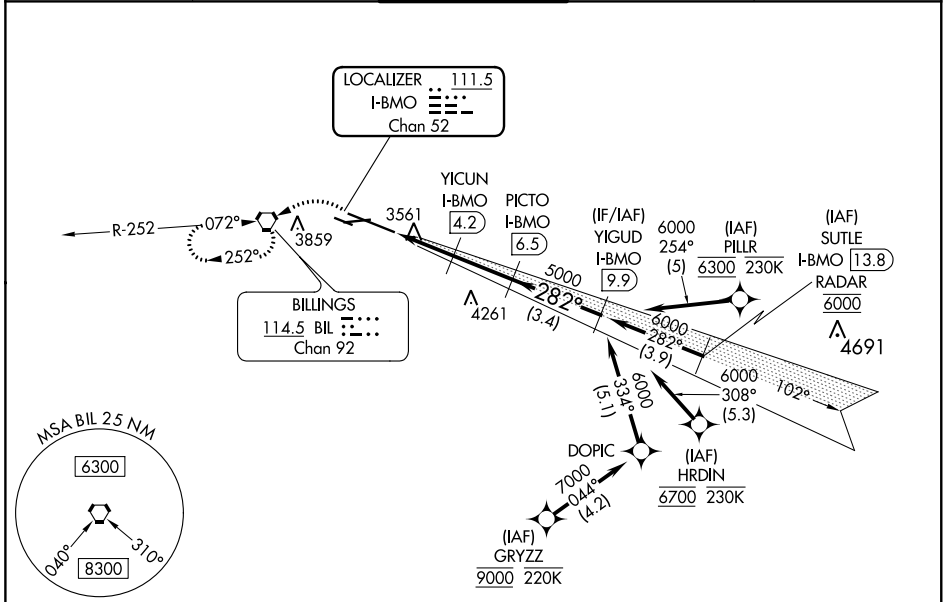 LOCALIZER 111.5
I-BMO
Chan 52
R-252
072°
252°
3859
3561
YICUN
I-BMO
4.2
PICTO
I-BMO
6.5
(IF/IAF)
YIGUD
I-BMO
9.9
6000
254°
(5)
(IAF)
PILLR
6300 230K
(IAF)
SUTLE
I-BMO 13.8
RADAR
6000
4691
BILLINGS
114.5 BIL
Chan 92
4261
5000
282°
(3.4)
6000
282°
(3.9)
6000
308°
(5.3)
102°
6000
334°
(5.1)
DOPIC
(IAF)
HRDIN
6700 230K
7000
044°
(4.2)
(IAF)
GRYZZ
9000 220K
MSA BIL 25 NM
6300
040°
310°
8300